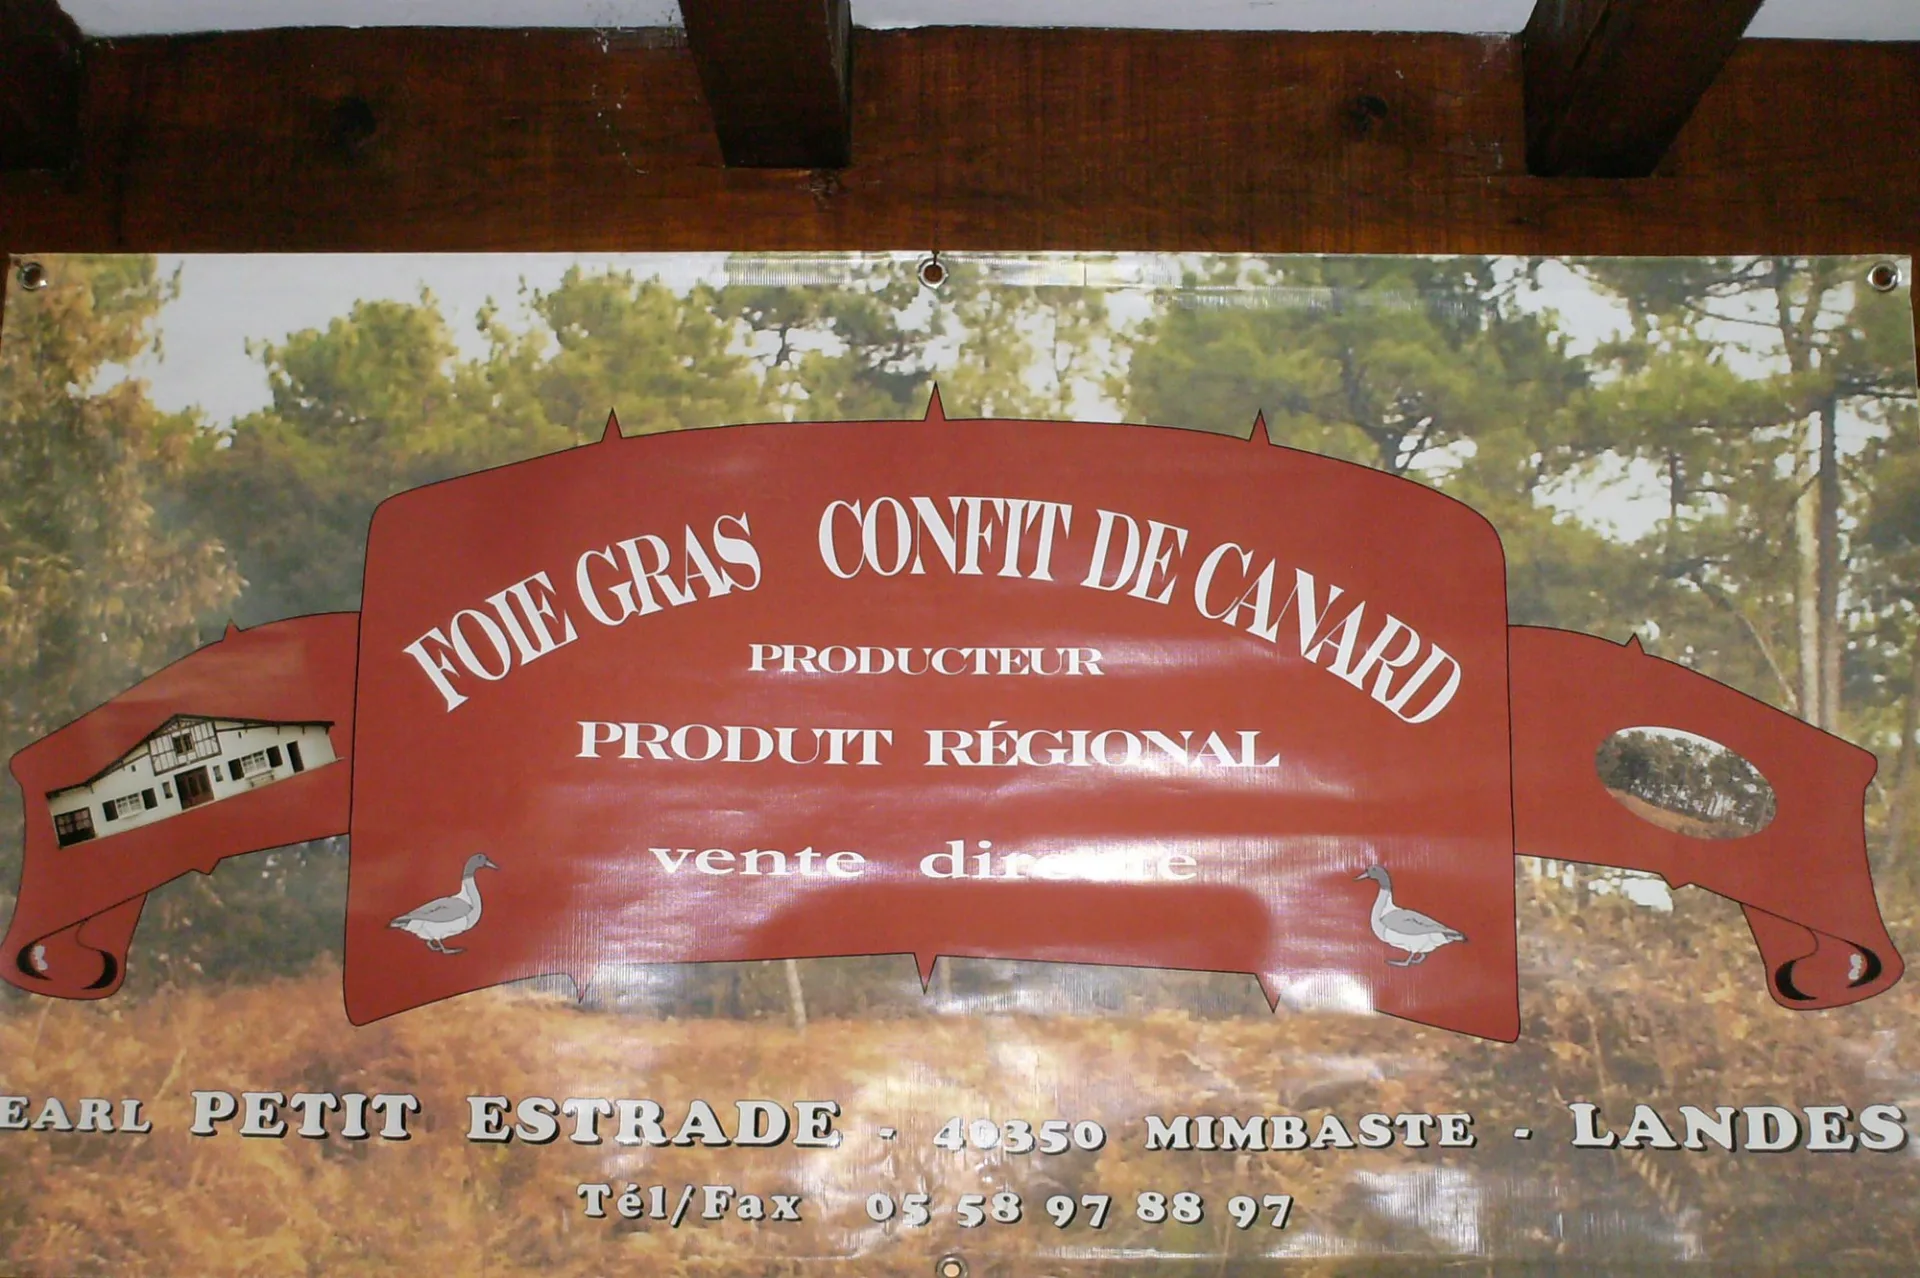 FOIE GRAS CONFIT DE CANARD
PRODUCTEUR
PRODUIT RÉGIONAL
vente directe
EARL PETIT ESTRADE - 40350 MIMBASTE - LANDES
Tél/Fax 05 58 97 88 97